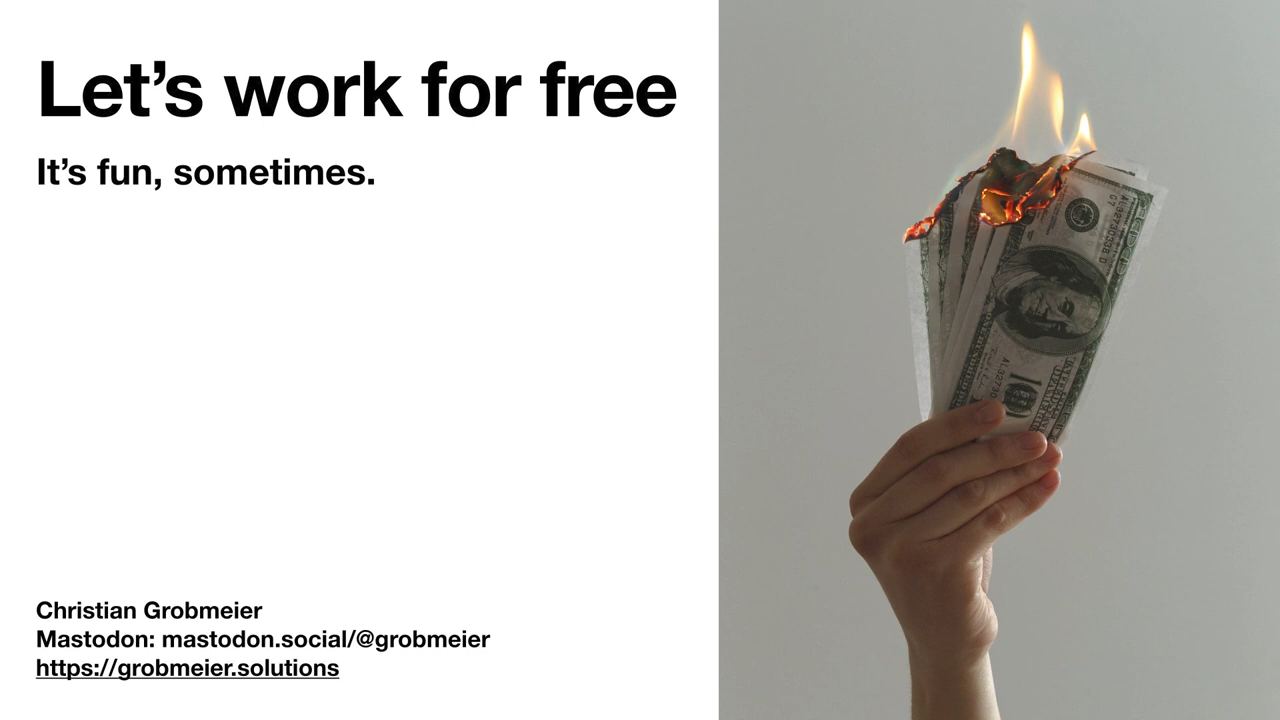 Let’s work for free
It’s fun, sometimes.
Christian Grobmeier
Mastodon: mastodon.social/@grobmeier
https://grobmeier.solutions